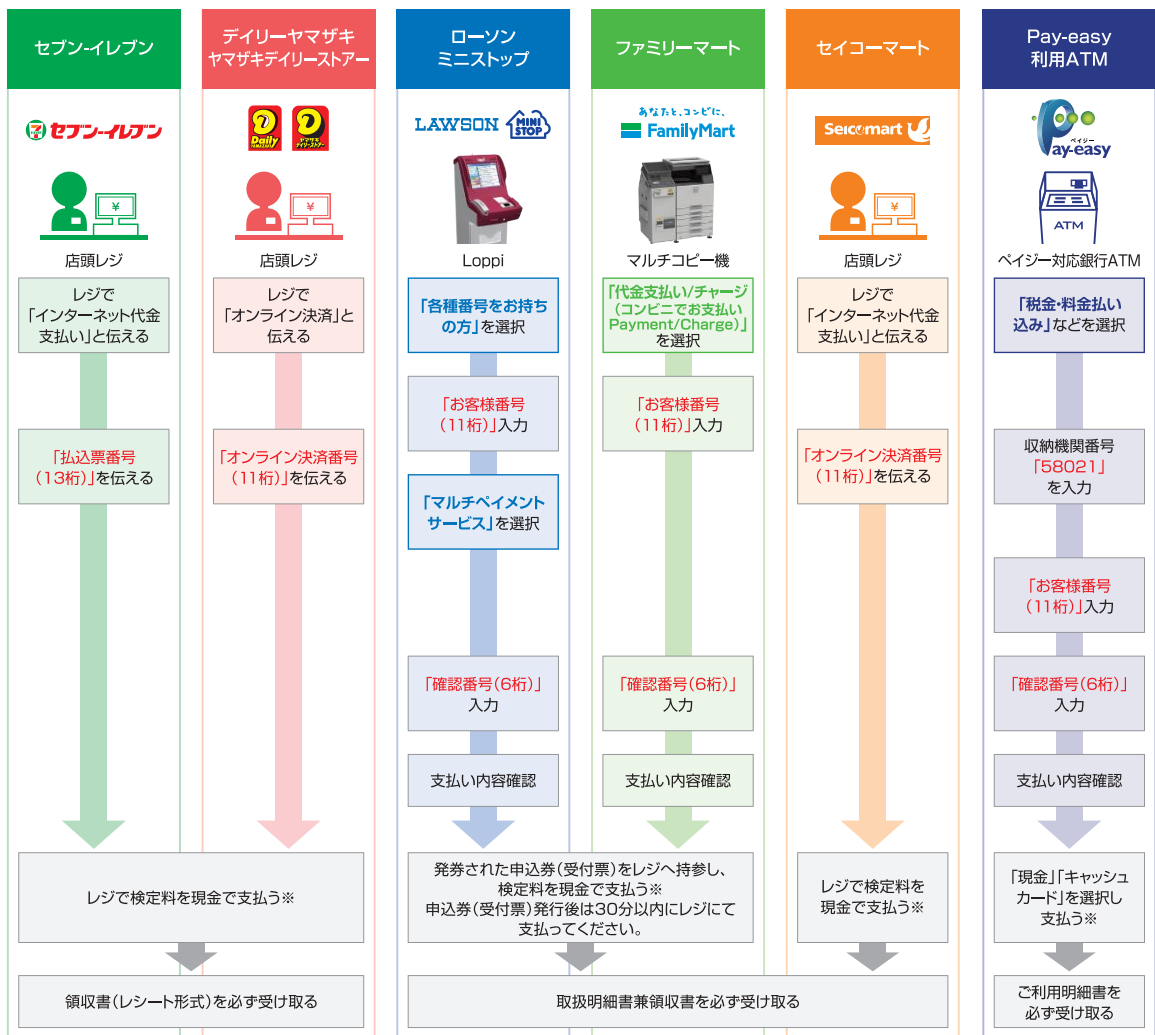 セブン-イレブン
デイリーヤマザキ
ヤマザキデイリーストアー
ローソン
ミニストップ
ファミリーマート
セイコーマート
Pay-easy
利用ATM
7
セブン-イレブン
Daily
YAMAZAKI
ヤマザキ
デイリーストアー
LAWSON
MINI
STOP
あなたと、コンビに、
FamilyMart
Seicomart
ペイジー
Pay-easy
¥
¥
¥
ATM
店頭レジ
店頭レジ
Loppi
マルチコピー機
店頭レジ
ペイジー対応銀行ATM
レジで
「インターネット代金
支払い」と伝える
レジで
「オンライン決済」と
伝える
「各種番号をお持ち
の方」を選択
「代金支払い/チャージ
(コンビニでお支払い
Payment/Charge)」
を選択
レジで
「インターネット代金
支払い」と伝える
「税金・料金払い
込み」などを選択
「お客様番号
(11桁)」入力
「お客様番号
(11桁)」入力
「払込票番号
(13桁)」を伝える
「オンライン決済番号
(11桁)」を伝える
「マルチペイメント
サービス」を選択
「オンライン決済番号
(11桁)」を伝える
収納機関番号
「58021」
を入力
「お客様番号
(11桁)」入力
「確認番号(6桁)」
入力
「確認番号(6桁)」
入力
「確認番号(6桁)」
入力
支払い内容確認
支払い内容確認
支払い内容確認
レジで検定料を現金で支払う※
発券された申込券(受付票)をレジへ持参し、
検定料を現金で支払う※
申込券(受付票)発行後は30分以内にレジにて
支払ってください。
レジで検定料を
現金で支払う※
「現金」「キャッシュ
カード」を選択し
支払う※
領収書(レシート形式)を必ず受け取る
取扱明細書兼領収書を必ず受け取る
ご利用明細書を
必ず受け取る